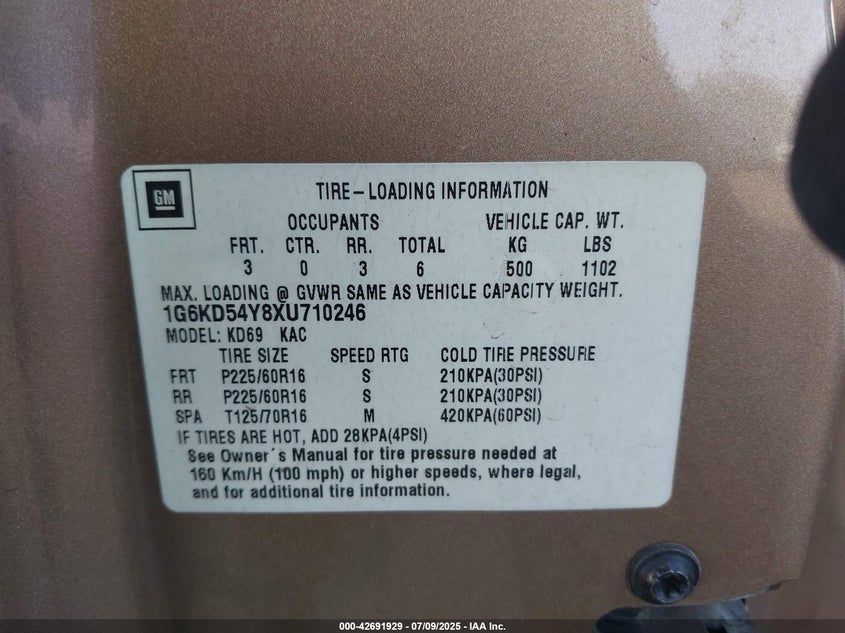 GM
TIRE-LOADING INFORMATION
OCCUPANTS VEHICLE CAP. WT.
FRT. CTR. RR. TOTAL KG LBS
3 0 3 6 500 1102
MAX. LOADING @ GVWR SAME AS VEHICLE CAPACITY WEIGHT.
1G6KD54Y8XU710246
MODEL: KD69 KAC
TIRE SIZE SPEED RTG COLD TIRE PRESSURE
FRT P225/60R16 S 210KPA(30PSI)
RR P225/60R16 S 210KPA(30PSI)
SPA T125/70R16 M 420KPA(60PSI)
IF TIRES ARE HOT, ADD 28KPA(4PSI)
See Owner's Manual for tire pressure needed at
160 Km/H (100 mph) or higher speeds, where legal,
and for additional tire information.
000-42691929 - 07/09/2025 - IAA Inc.